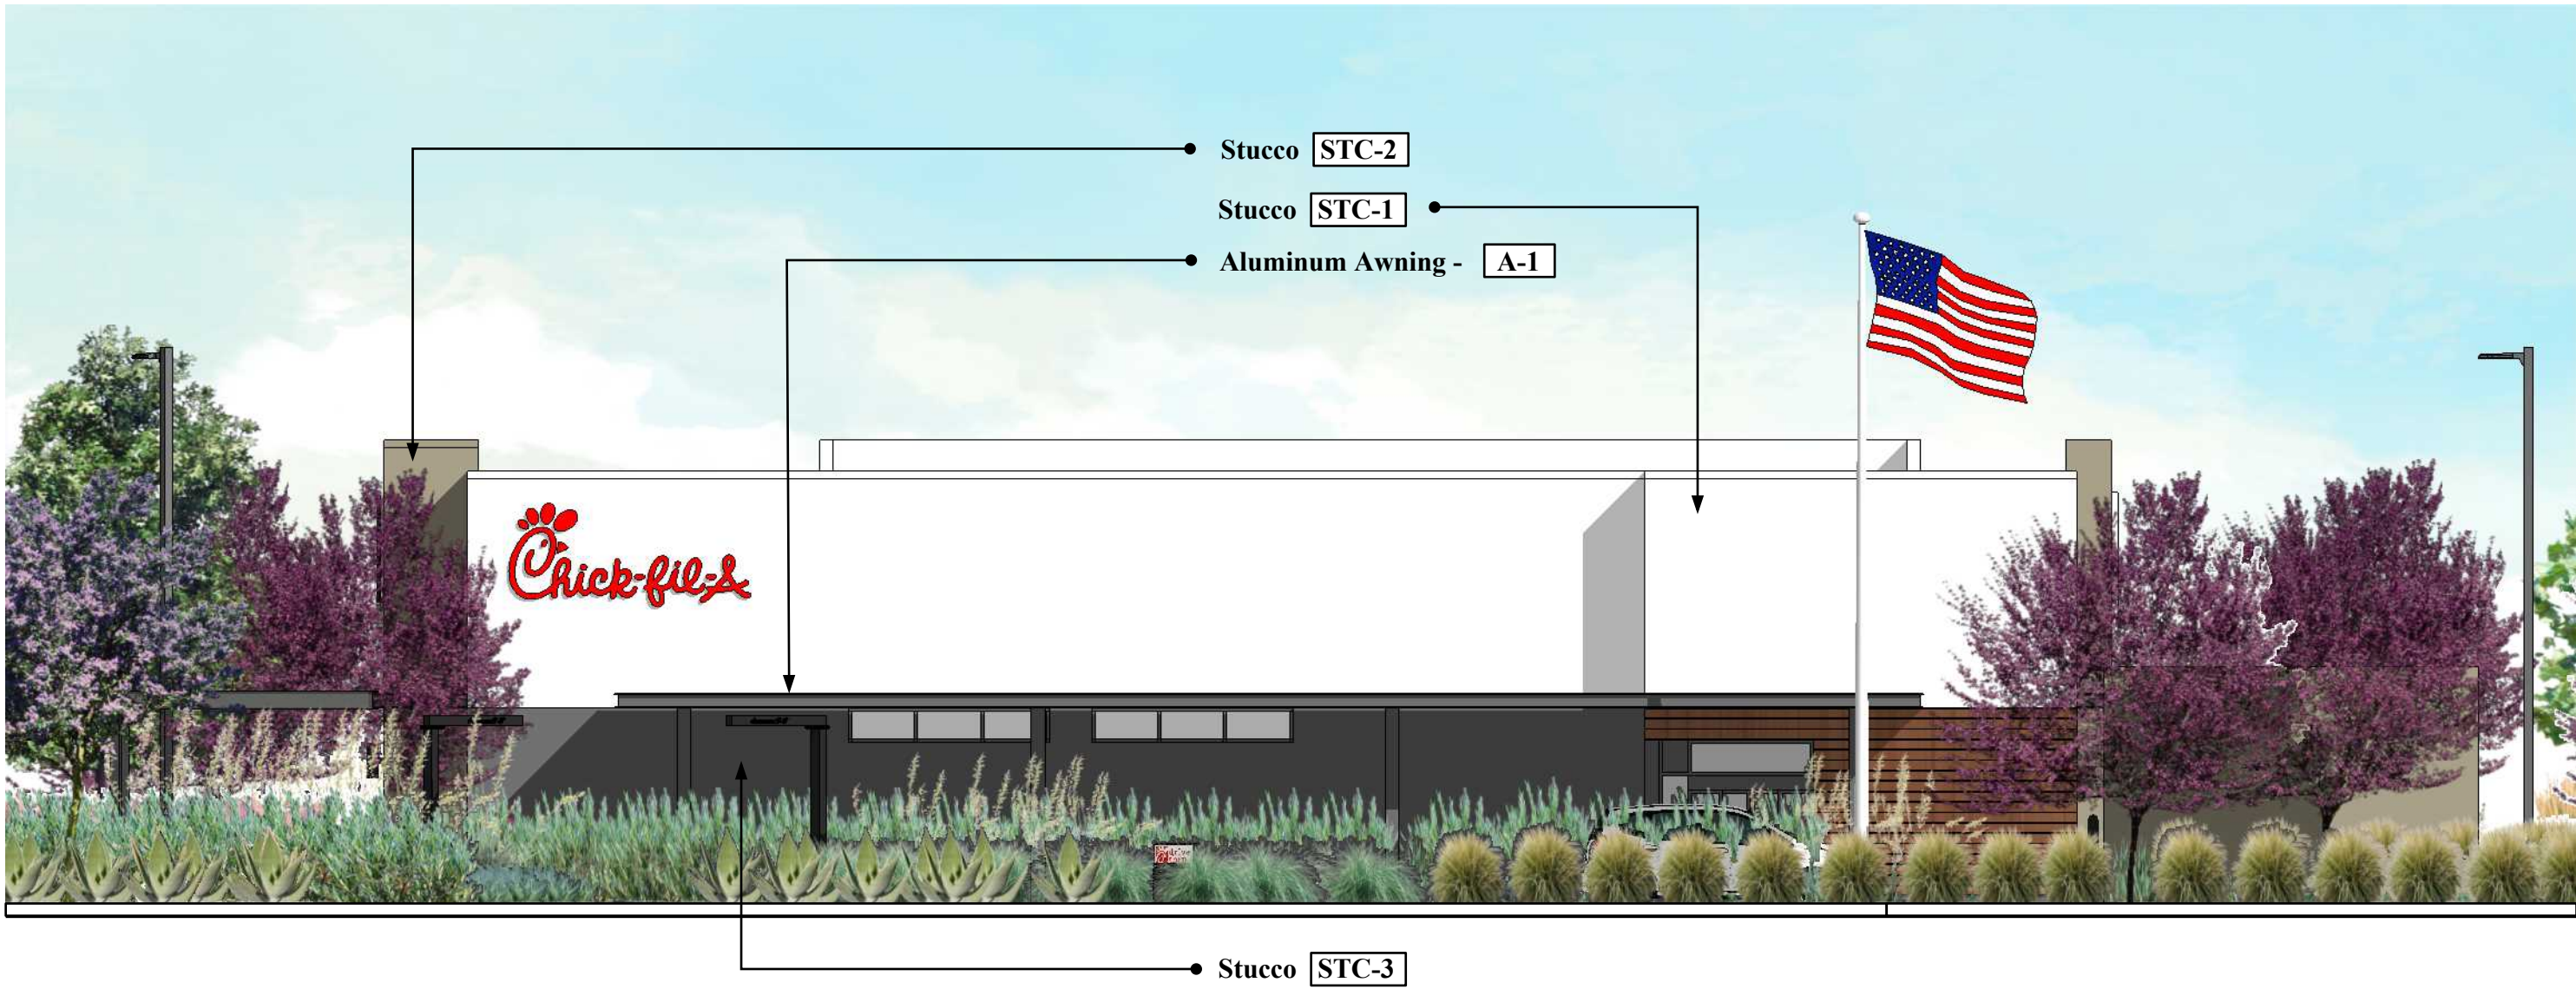 Stucco STC-2
Stucco STC-1
Aluminum Awning - A-1
Chick-fil-A
Stucco STC-3